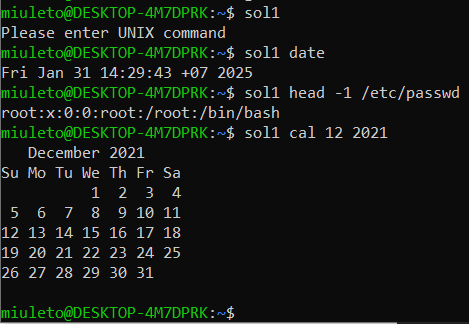 miuleto@DESKTOP-4M7DPRK:~$ sol1
Please enter UNIX command
miuleto@DESKTOP-4M7DPRK:~$ sol1 date
Fri Jan 31 14:29:43 +07 2025
miuleto@DESKTOP-4M7DPRK:~$ sol1 head -1 /etc/passwd
root:x:0:0:root:/root:/bin/bash
miuleto@DESKTOP-4M7DPRK:~$ sol1 cal 12 2021
   December 2021
Su Mo Tu We Th Fr Sa
          1  2  3  4
 5  6  7  8  9 10 11
12 13 14 15 16 17 18
19 20 21 22 23 24 25
26 27 28 29 30 31

miuleto@DESKTOP-4M7DPRK:~$